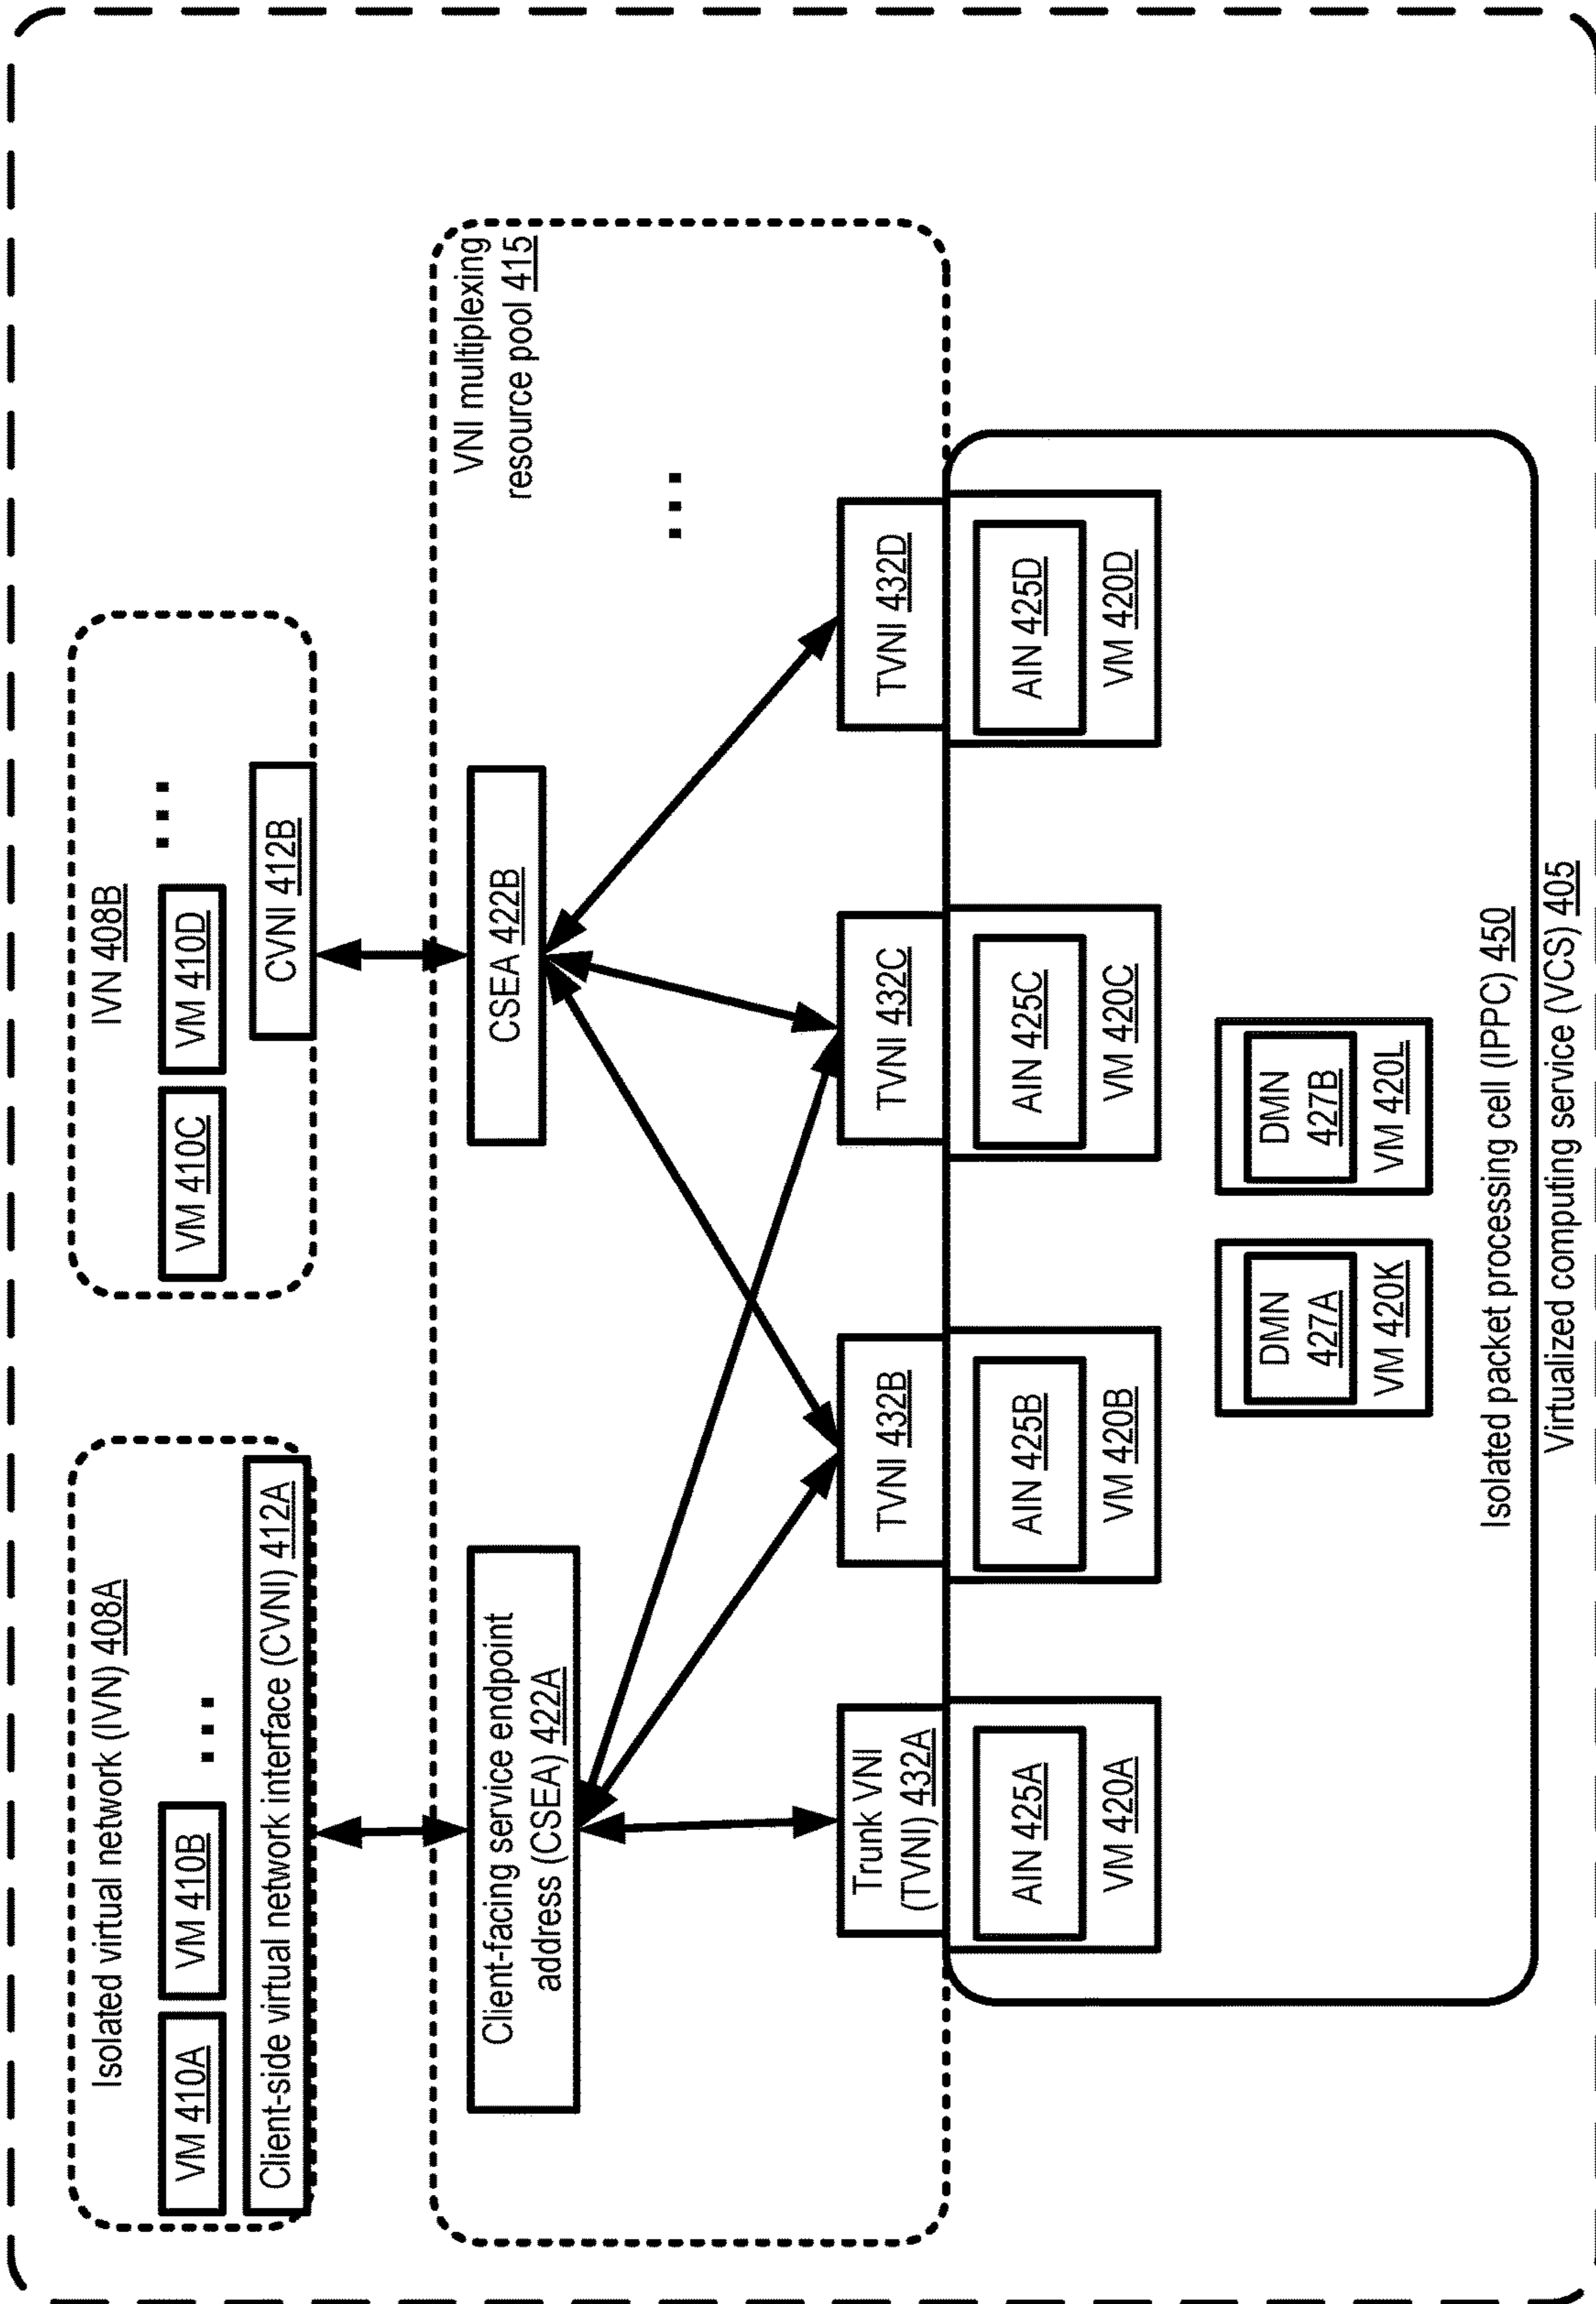 Isolated virtual network (IVN) 408A
VM 410A
VM 410B
...
Client-side virtual network interface (CVNI) 412A
IVN 408B
VM 410C
VM 410D
...
CVNI 412B
VNI multiplexing
resource pool 415
Client-facing service endpoint
address (CSEA) 422A
CSEA 422B
...
Trunk VNI
(TVNI) 432A
TVNI 432B
TVNI 432C
TVNI 432D
AIN 425A
VM 420A
AIN 425B
VM 420B
AIN 425C
VM 420C
AIN 425D
VM 420D
DMN
427A
VM 420K
DMN
427B
VM 420L
Isolated packet processing cell (IPPC) 450
Virtualized computing service (VCS) 405